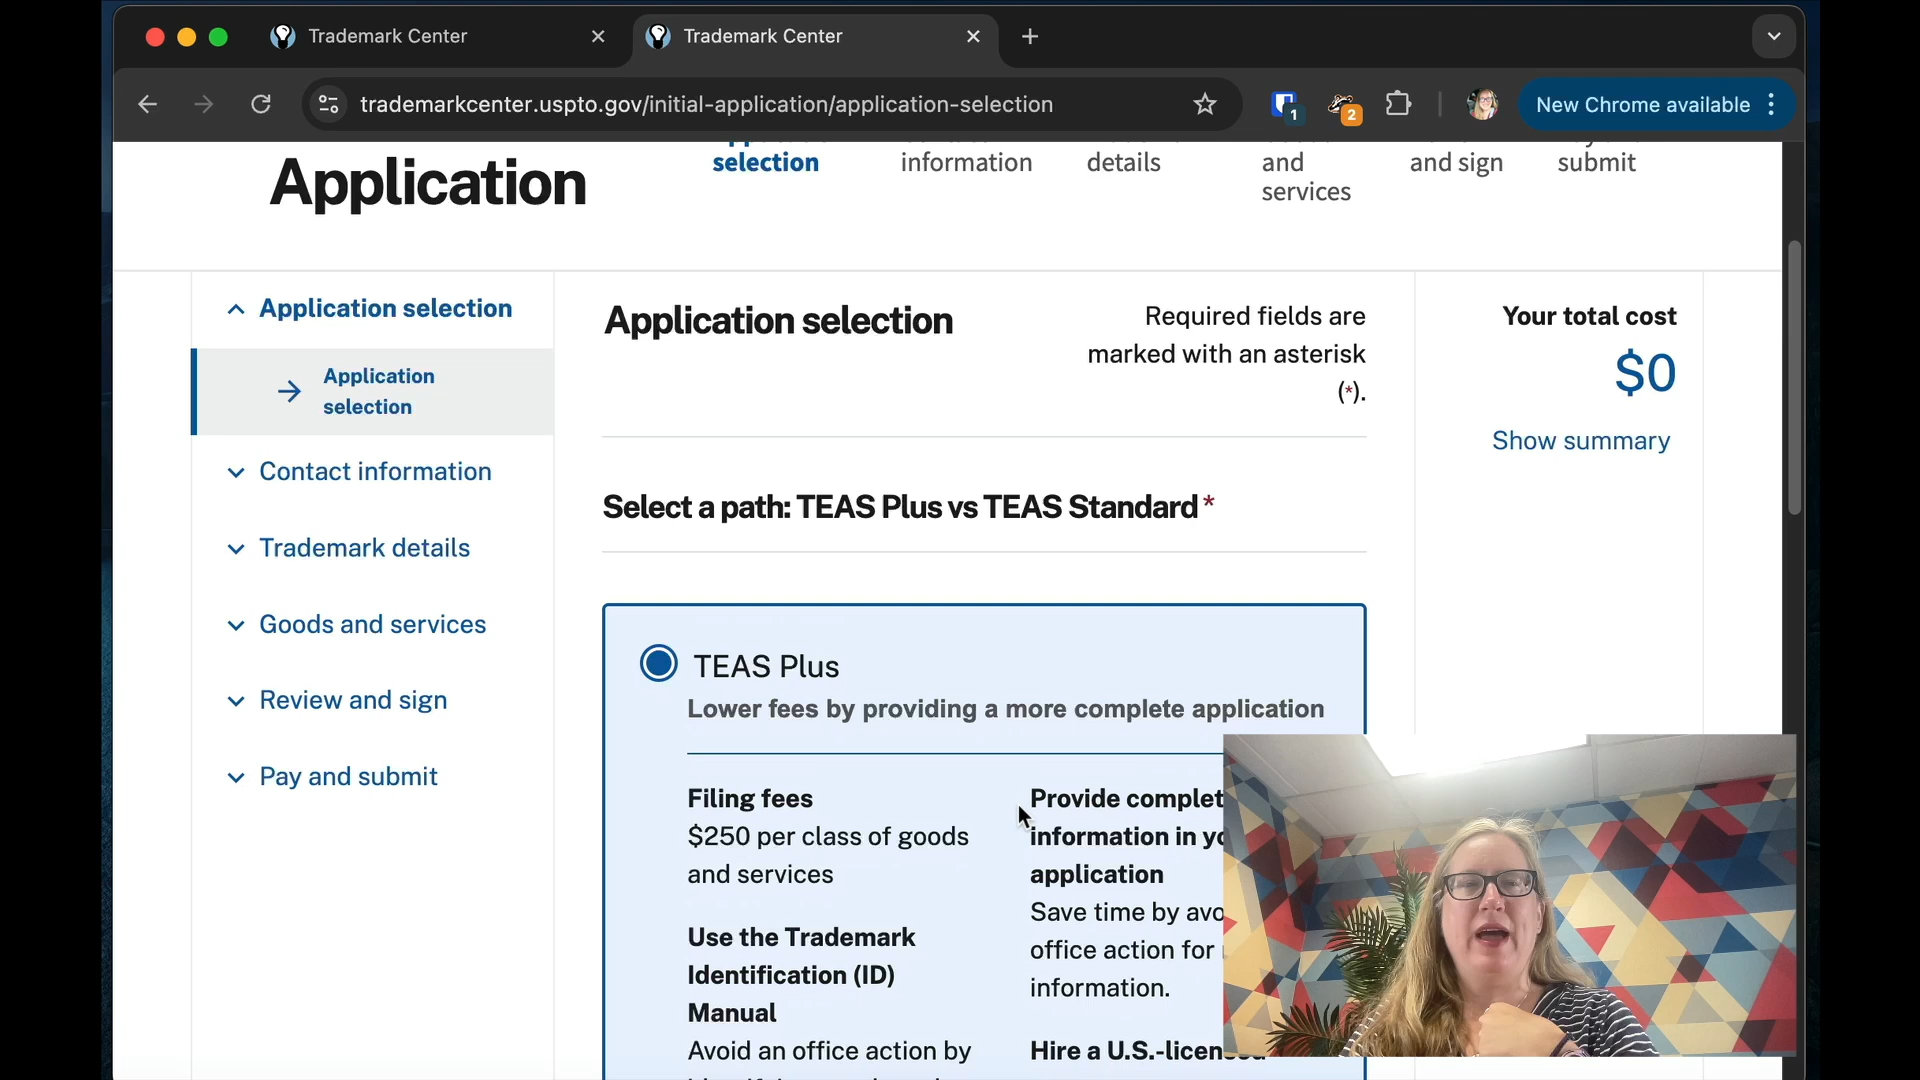 Trademark Center
Trademark Center
trademarkcenter.uspto.gov/initial-application/application-selection
1
2
New Chrome available
Application
selection
information
details
and
services
and sign
submit
Application selection
Application
selection
Contact information
Trademark details
Goods and services
Review and sign
Pay and submit
Application selection
Required fields are
marked with an asterisk
(*).
Select a path: TEAS Plus vs TEAS Standard*
TEAS Plus
Lower fees by providing a more complete application
Filing fees
$250 per class of goods
and services
Use the Trademark
Identification (ID)
Manual
Avoid an office action by
Provide complet
information in yo
application
Save time by avo
office action for
information.
Hire a U.S.-licensed
Your total cost
$0
Show summary